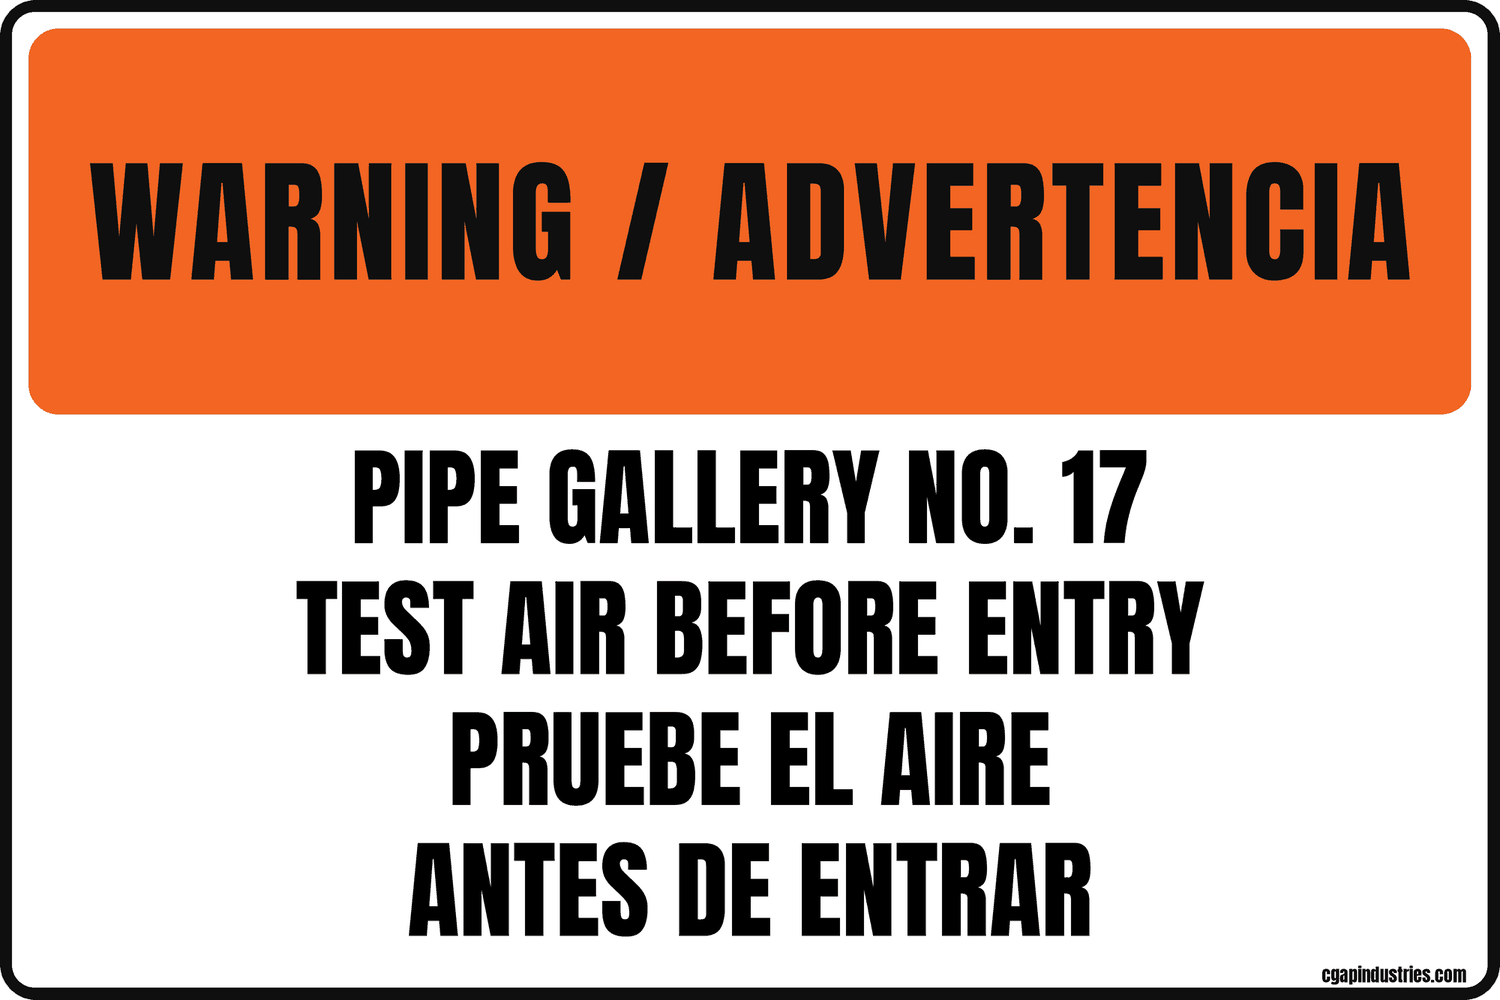 WARNING / ADVERTENCIA
PIPE GALLERY NO. 17
TEST AIR BEFORE ENTRY
PRUEBE EL AIRE
ANTES DE ENTRAR
cgapindustries.com